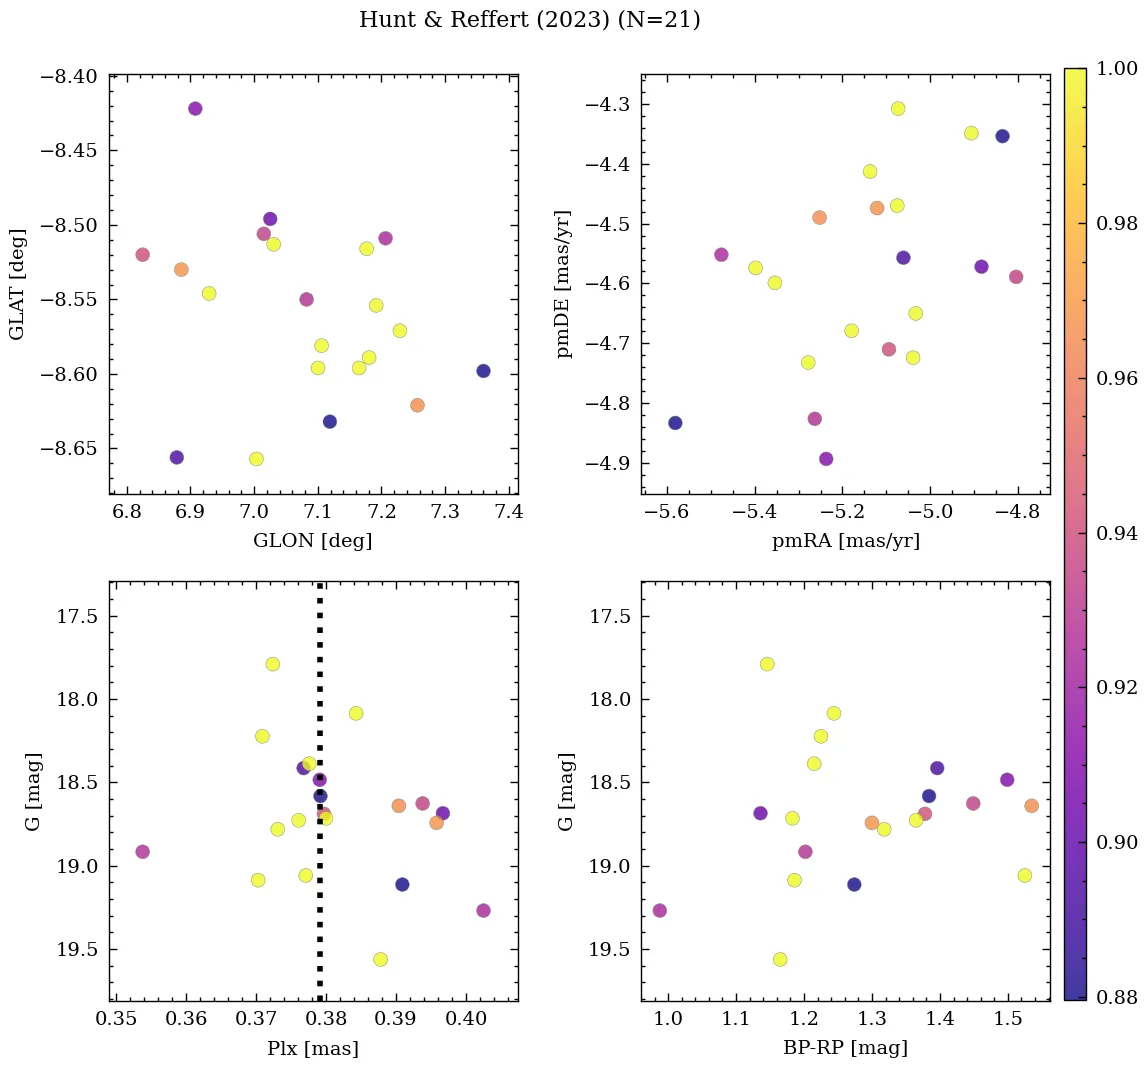 Hunt & Reffert (2023) (N=21)
−8.40
−8.45
−8.50
−8.55
−8.60
−8.65
GLAT [deg]
6.8 6.9 7.0 7.1 7.2 7.3 7.4
GLON [deg]
−4.3
−4.4
−4.5
−4.6
−4.7
−4.8
−4.9
pmDE [mas/yr]
−5.6 −5.4 −5.2 −5.0 −4.8
pmRA [mas/yr]
17.5
18.0
18.5
19.0
19.5
G [mag]
0.35 0.36 0.37 0.38 0.39 0.40
Plx [mas]
17.5
18.0
18.5
19.0
19.5
G [mag]
1.0 1.1 1.2 1.3 1.4 1.5
BP-RP [mag]
1.00
0.98
0.96
0.94
0.92
0.90
0.88